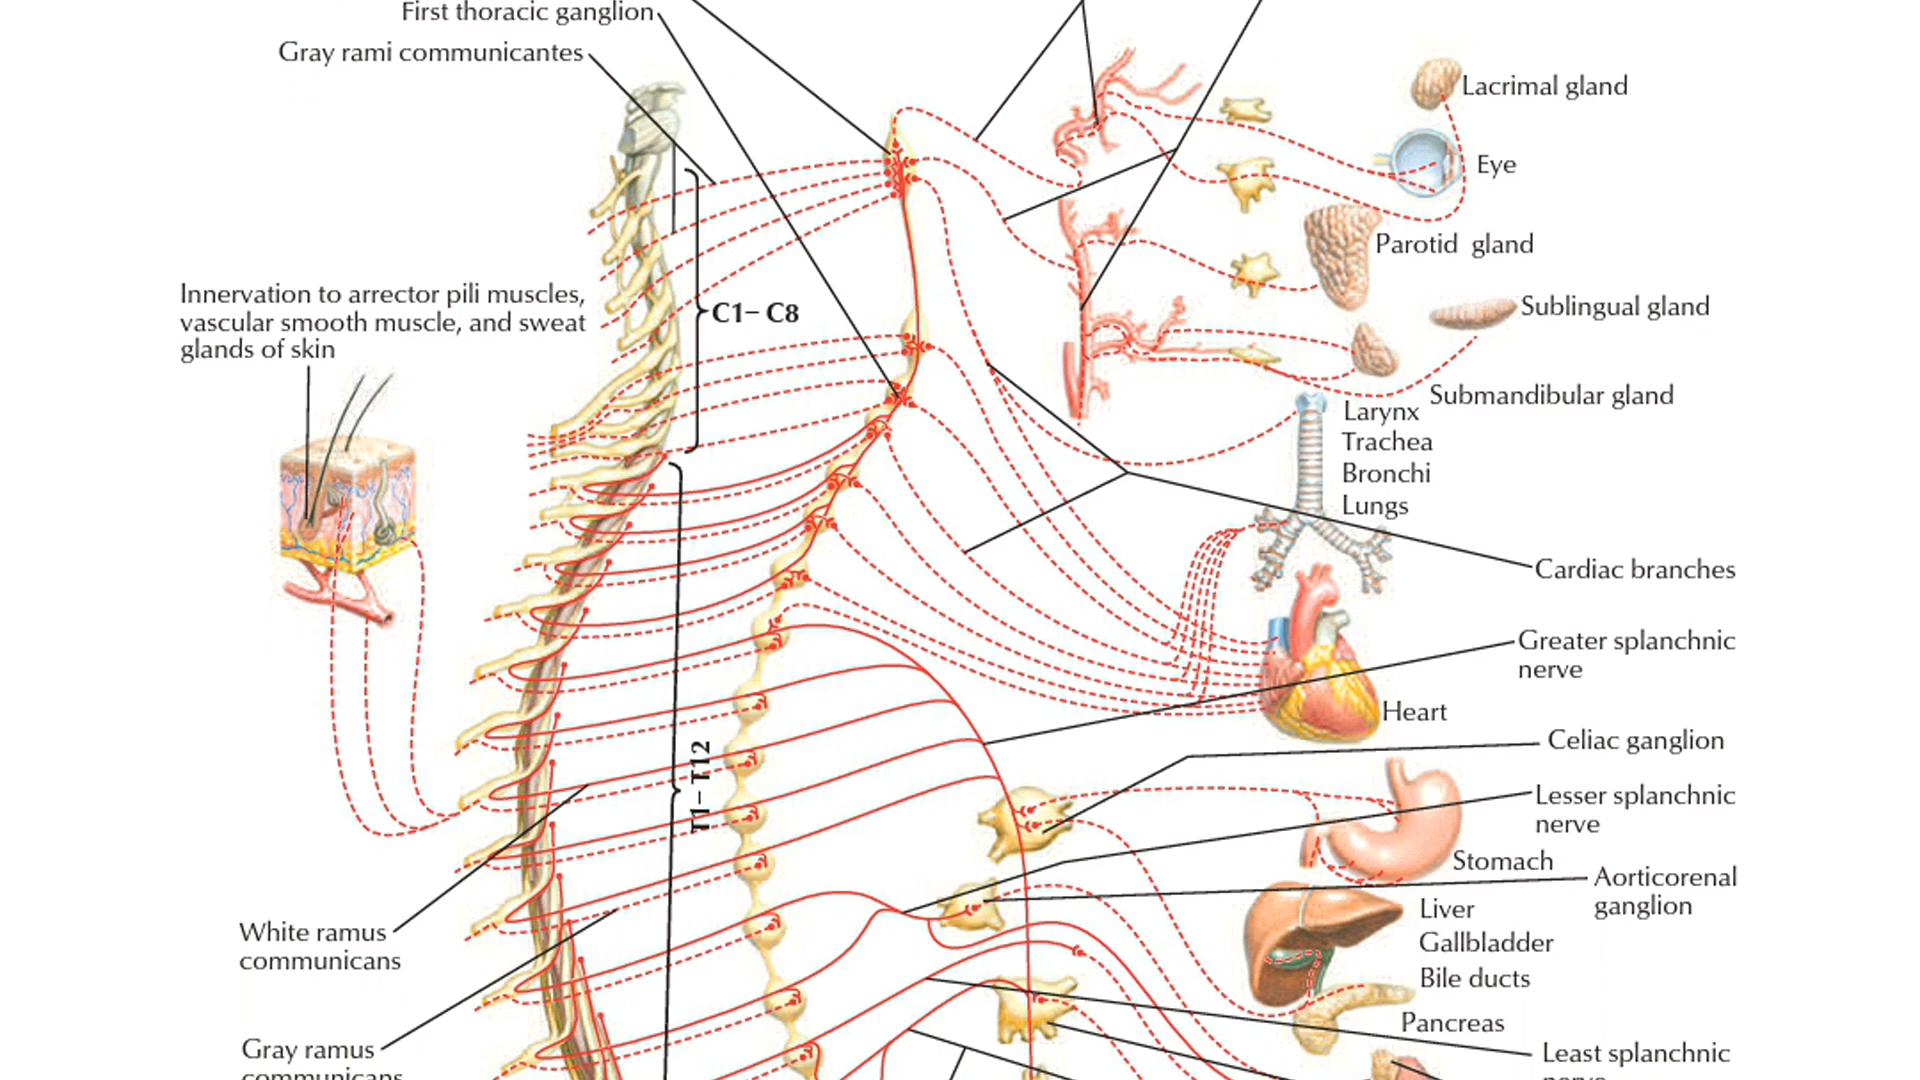 First thoracic ganglion
Gray rami communicantes
Lacrimal gland
Eye
Parotid gland
Innervation to arrector pili muscles,
vascular smooth muscle, and sweat
glands of skin
C1– C8
Sublingual gland
Submandibular gland
Larynx
Trachea
Bronchi
Lungs
Cardiac branches
Greater splanchnic
nerve
Heart
Celiac ganglion
T1– T12
Lesser splanchnic
nerve
Stomach
Aorticorenal
ganglion
White ramus
communicans
Liver
Gallbladder
Bile ducts
Pancreas
Gray ramus
communicans
Least splanchnic
nerve